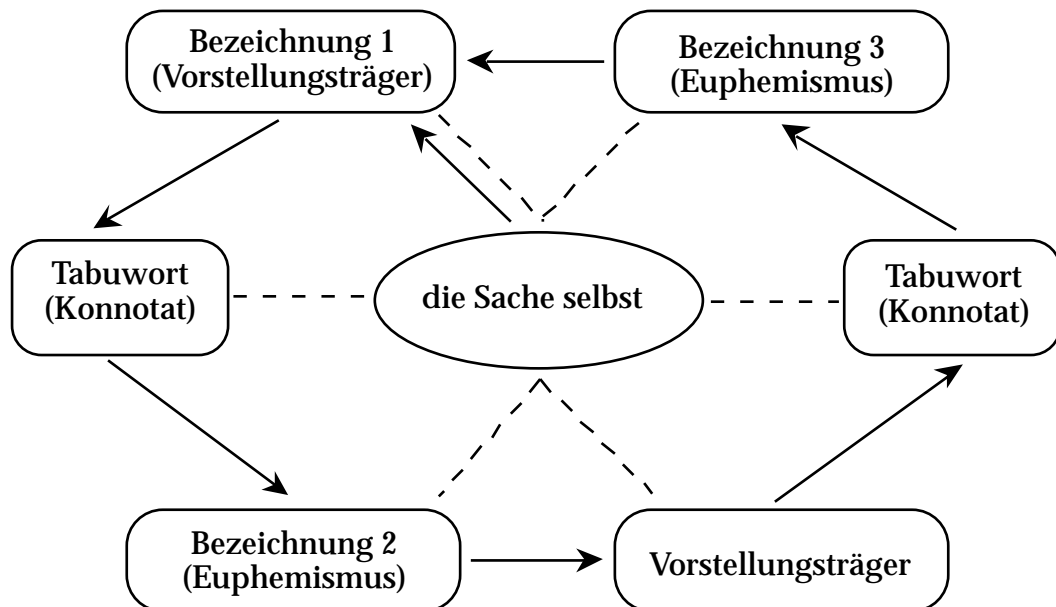 Bezeichnung 1
(Vorstellungsträger)
Bezeichnung 3
(Euphemismus)
Tabuwort
(Konnotat)
die Sache selbst
Tabuwort
(Konnotat)
Bezeichnung 2
(Euphemismus)
Vorstellungsträger